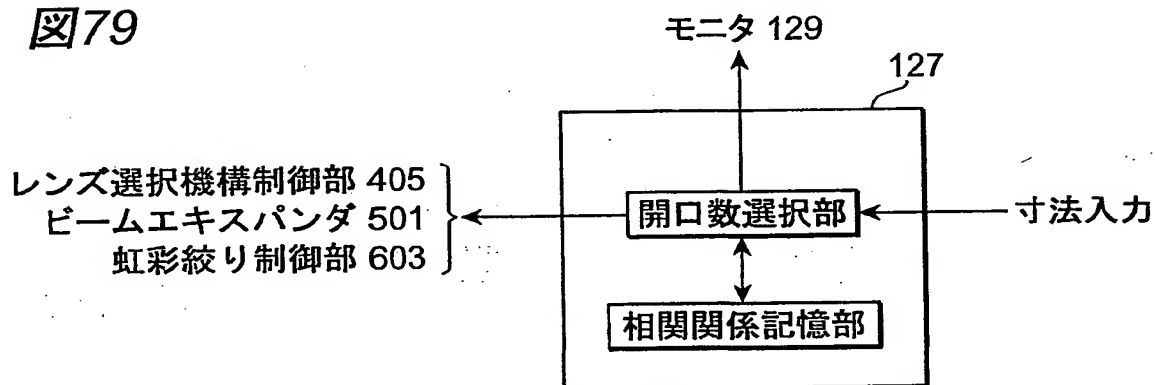 図79
モニタ 129
127
レンズ選択機構制御部 405
ビームエキスパンダ 501
虹彩絞り制御部 603
開口数選択部
寸法入力
相関関係記憶部